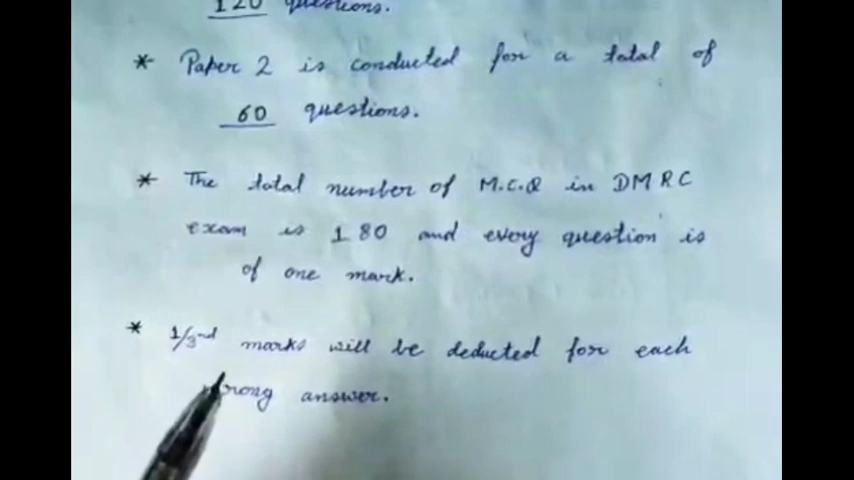 120 questions.
* Paper 2 is conducted for a total of
60 questions.
* The total number of M.C.Q in DMRC
exam is 180 and every question is
of one mark.
* 1/3nd marks will be deducted for each
wrong answer.